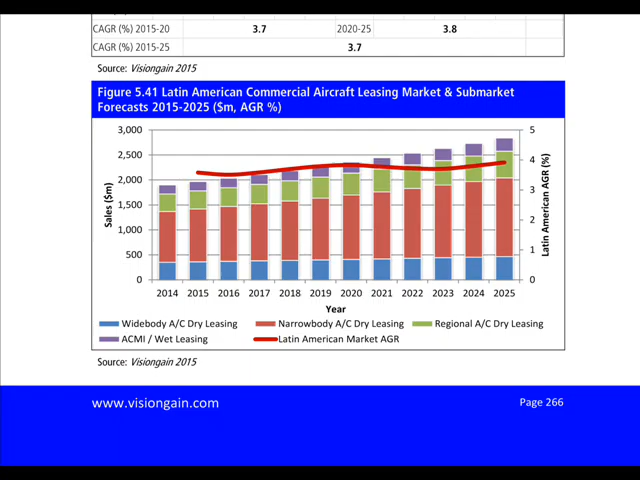 CAGR (%) 2015-20 3.7 2020-25 3.8
CAGR (%) 2015-25 3.7
Source: Visiongain 2015
Figure 5.41 Latin American Commercial Aircraft Leasing Market & Submarket
Forecasts 2015-2025 ($m, AGR %)
3,000 5
2,500 4
2,000
1,500 3
1,000 2
500 1
0 0
Sales ($m)
Latin American AGR (%)
2014 2015 2016 2017 2018 2019 2020 2021 2022 2023 2024 2025
Year
Widebody A/C Dry Leasing Narrowbody A/C Dry Leasing Regional A/C Dry Leasing
ACMI / Wet Leasing Latin American Market AGR
Source: Visiongain 2015
www.visiongain.com Page 266